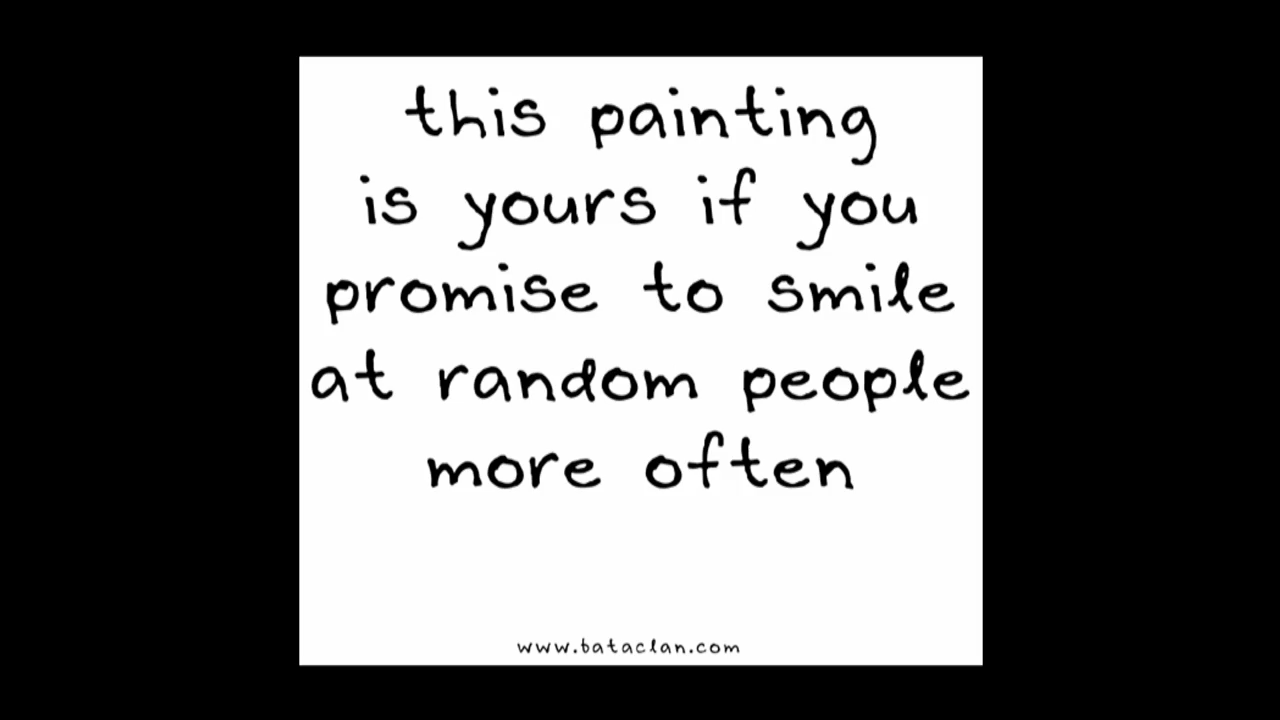 this painting
is yours if you
promise to smile
at random people
more often
www.bataclan.com